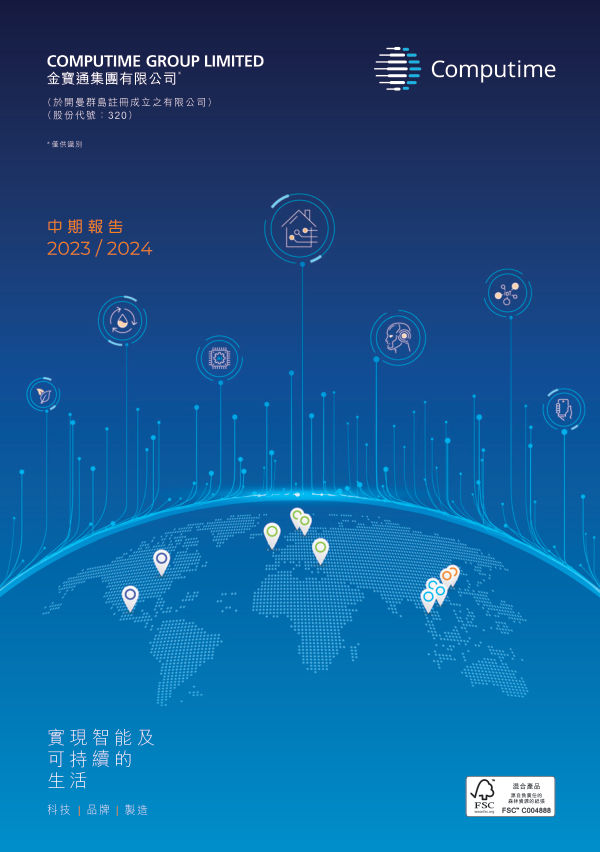 COMPUTIME GROUP LIMITED
金寶通集團有限公司*
（於開曼群島註冊成立之有限公司）
（股份代號：320）
*僅供識別
Computime
中期報告
2023 / 2024
實現智能及
可持續的
生活
科技 | 品牌 | 製造
FSC
www.fsc.org
混合產品
源自負責任的
森林資源的紙張
FSC™ C004888